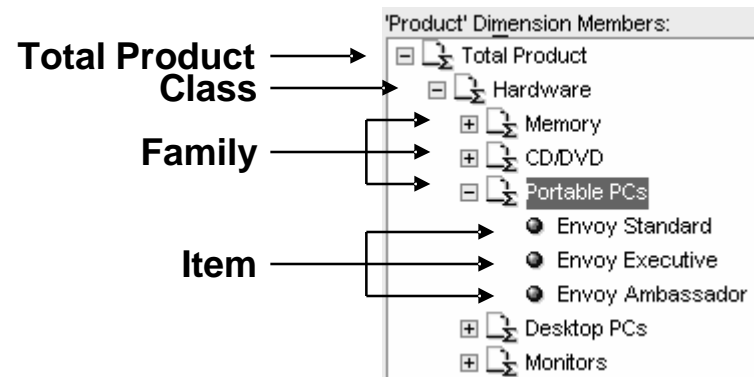 'Product' Dimension Members:
Total Product
Total Product
Class
Hardware
Family
Memory
CD/DVD
Portable PCs
Item
Envoy Standard
Envoy Executive
Envoy Ambassador
Desktop PCs
Monitors